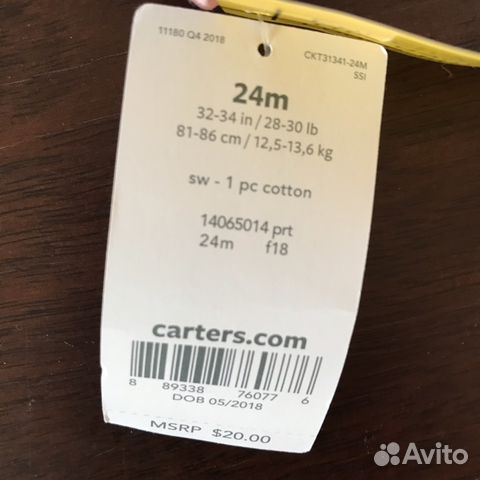 11180 Q4 2018
CKT31341-24M
SSI
24m
32-34 in / 28-30 lb
81-86 cm / 12,5-13,6 kg
sw - 1 pc cotton
14065014 prt
24m f18
carters.com
8 89338 76077 6
DOB 05/2018
MSRP $20.00
Avito